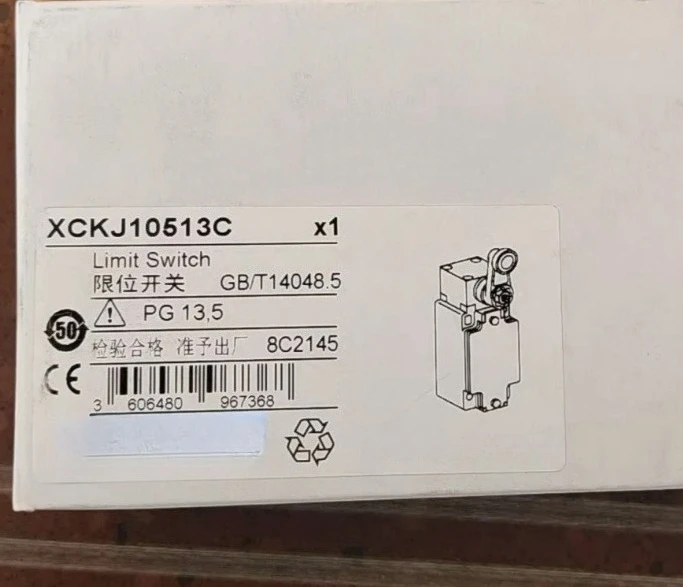 XCKJ10513C x1
Limit Switch
限位开关 GB/T14048.5
PG 13,5
50
检验合格 准予出厂 8C2145
CE
3 606480 967368